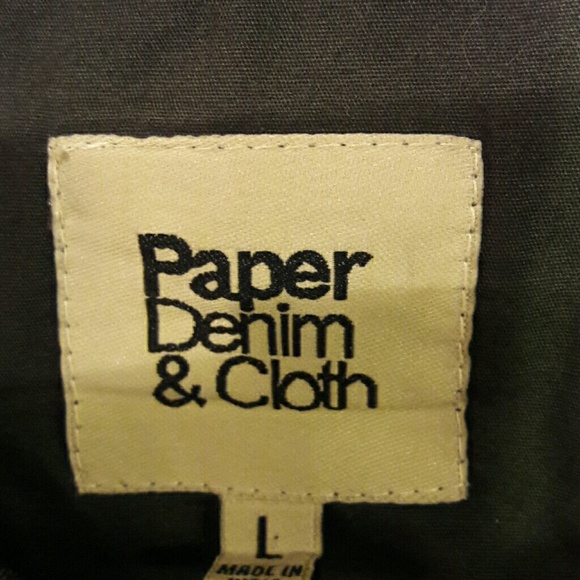 Paper
Denim
& Cloth
L
MADE IN